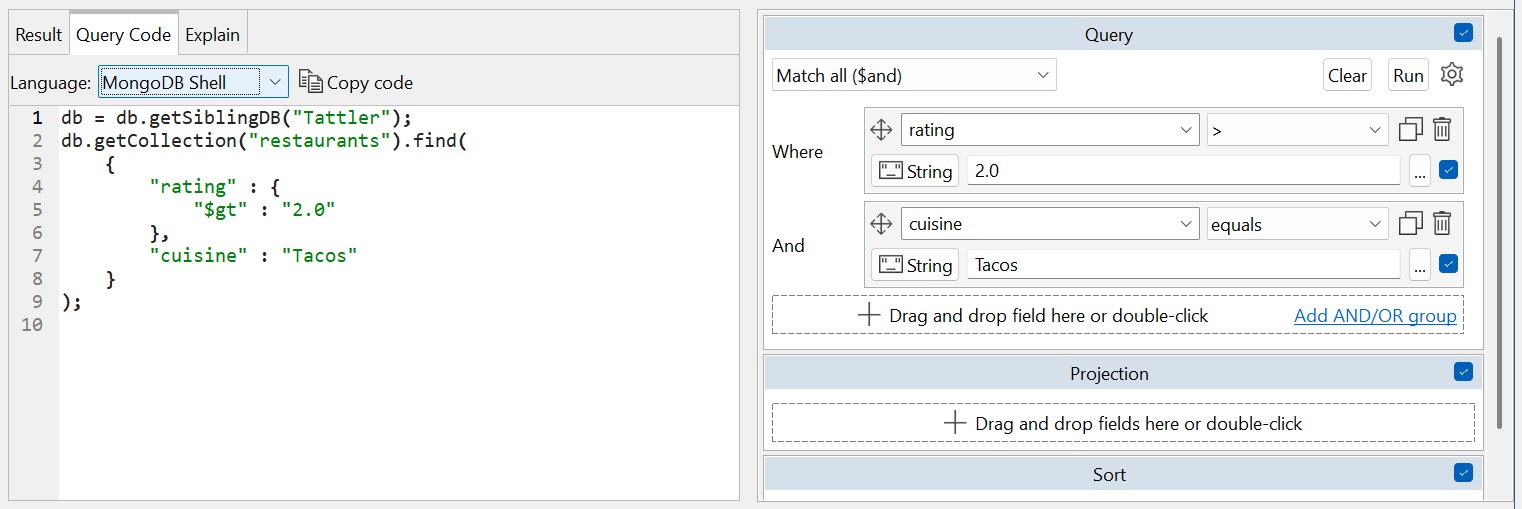 Result Query Code Explain
Language: MongoDB Shell Copy code
1 db = db.getSiblingDB("Tattler");
2 db.getCollection("restaurants").find(
3     {
4         "rating" : {
5             "$gt" : "2.0"
6         },
7         "cuisine" : "Tacos"
8     }
9 );
10
Query
Match all ($and) Clear Run
Where
rating >
String 2.0 ...
And
cuisine equals
String Tacos ...
Drag and drop field here or double-click Add AND/OR group
Projection
Drag and drop fields here or double-click
Sort